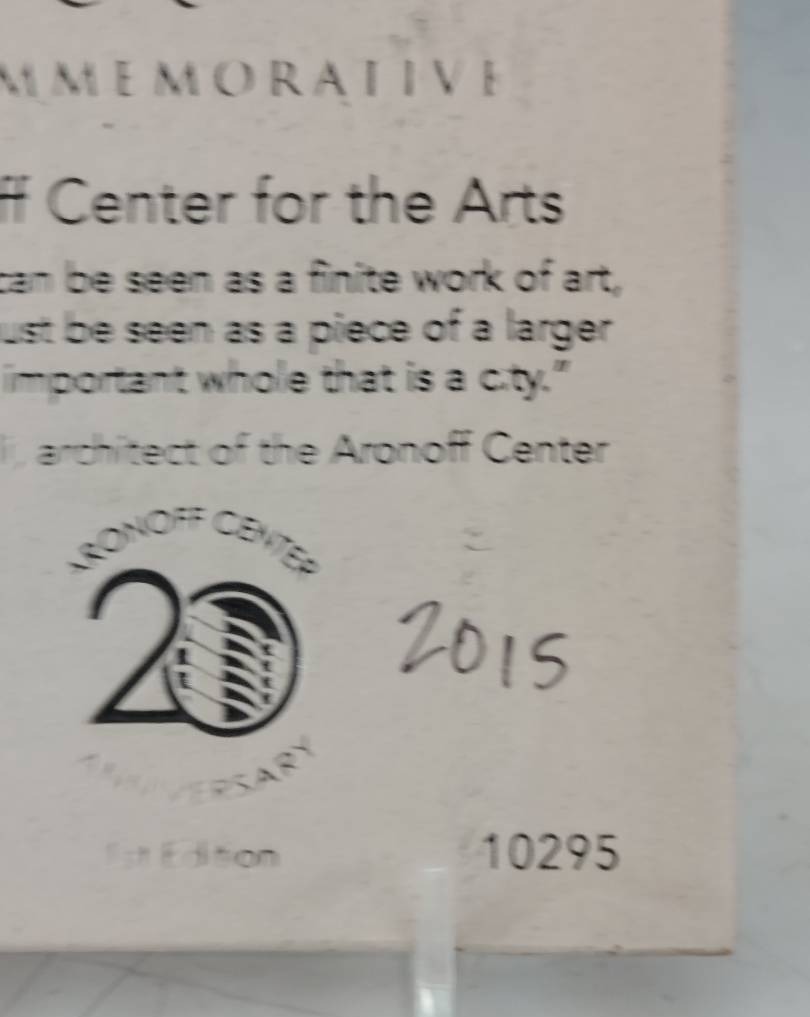 MMEMORATIVE
ff Center for the Arts
can be seen as a finite work of art,
ust be seen as a piece of a larger
important whole that is a city."
i, architect of the Aronoff Center
ARONOFF CENTER
20
ANNIVERSARY
2015
1st Edition
10295